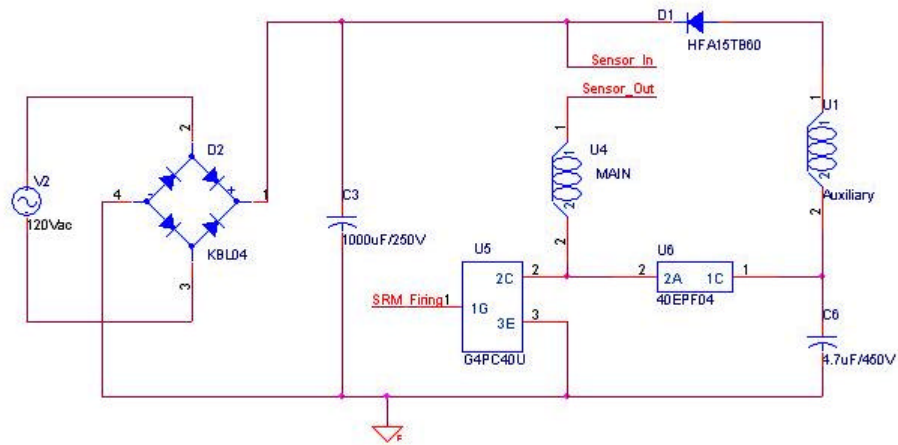 D1
HFA15TB60
Sensor_In
Sensor_Out
1
1
U1
1
2
D2
U4
MAIN
V2
4
-
+
1
C3
2
2
Auxiliary
120Vac
1000uF/250V
KBL04
2
2
U5
U6
3
2C
2
2
2A
1C
1
SRM_Firing
1
1G
40EPF04
3E
3
C6
G4PC40U
4.7uF/450V
F